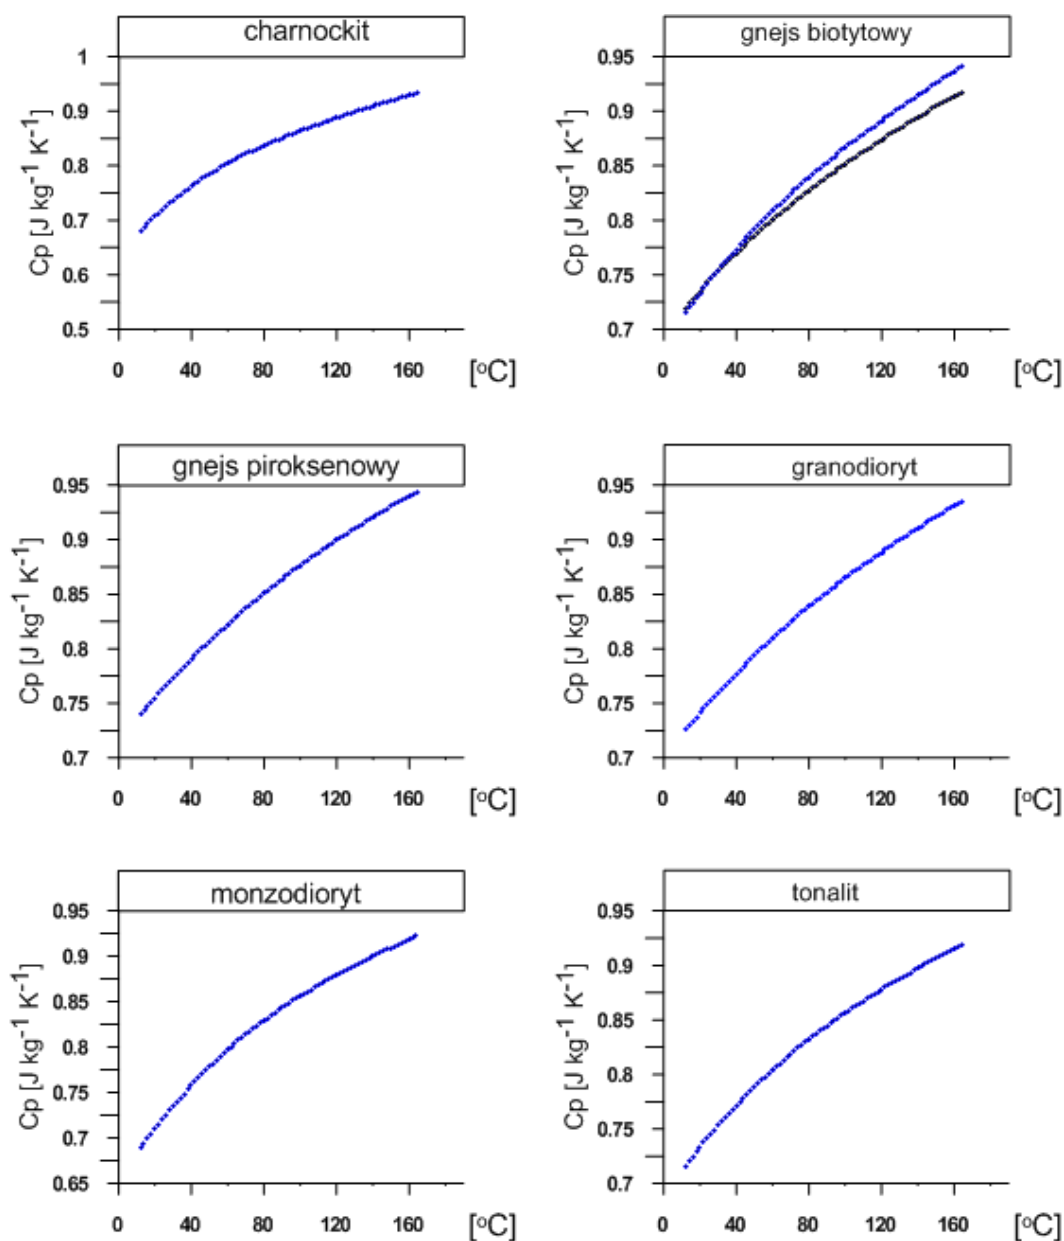 charnockit
1
0.9
0.8
0.7
0.6
0.5
Cp [J kg⁻¹ K⁻¹]
0 40 80 120 160 [°C]
gnejs biotytowy
0.95
0.9
0.85
0.8
0.75
0.7
Cp [J kg⁻¹ K⁻¹]
0 40 80 120 160 [°C]
gnejs piroksenowy
0.95
0.9
0.85
0.8
0.75
0.7
Cp [J kg⁻¹ K⁻¹]
0 40 80 120 160 [°C]
granodioryt
0.95
0.9
0.85
0.8
0.75
0.7
Cp [J kg⁻¹ K⁻¹]
0 40 80 120 160 [°C]
monzodioryt
0.95
0.9
0.85
0.8
0.75
0.7
0.65
Cp [J kg⁻¹ K⁻¹]
0 40 80 120 160 [°C]
tonalit
0.95
0.9
0.85
0.8
0.75
0.7
Cp [J kg⁻¹ K⁻¹]
0 40 80 120 160 [°C]